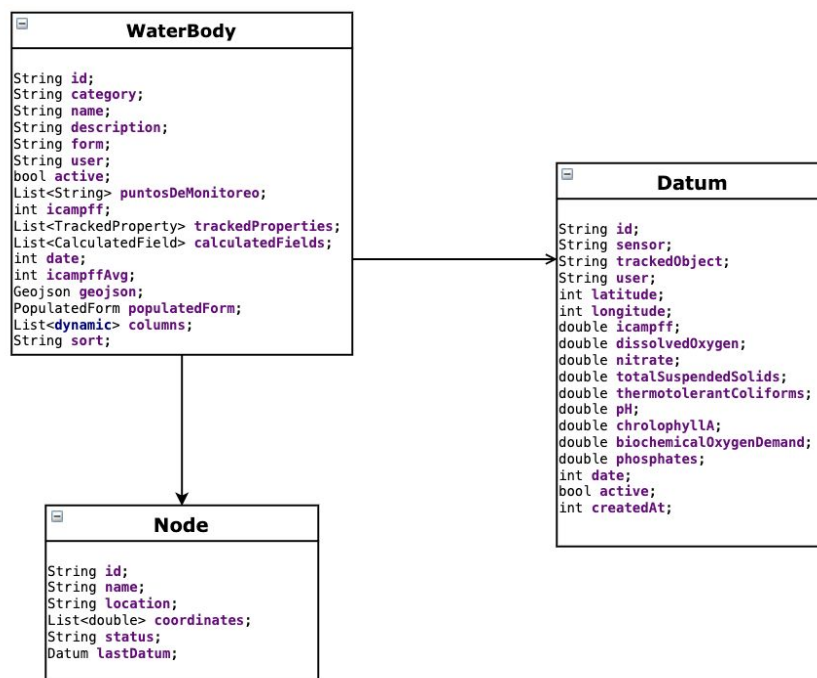 WaterBody
String id;
String category;
String name;
String description;
String form;
String user;
bool active;
List<String> puntosDeMonitoreo;
int icampff;
List<TrackedProperty> trackedProperties;
List<CalculatedField> calculatedFields;
int date;
int icampffAvg;
Geojson geojson;
PopulatedForm populatedForm;
List<dynamic> columns;
String sort;
Datum
String id;
String sensor;
String trackedObject;
String user;
int latitude;
int longitude;
double icampff;
double dissolvedOxygen;
double nitrate;
double totalSuspendedSolids;
double thermotolerantColiforms;
double pH;
double chrolophyllA;
double biochemicalOxygenDemand;
double phosphates;
int date;
bool active;
int createdAt;
Node
String id;
String name;
String location;
List<double> coordinates;
String status;
Datum lastDatum;